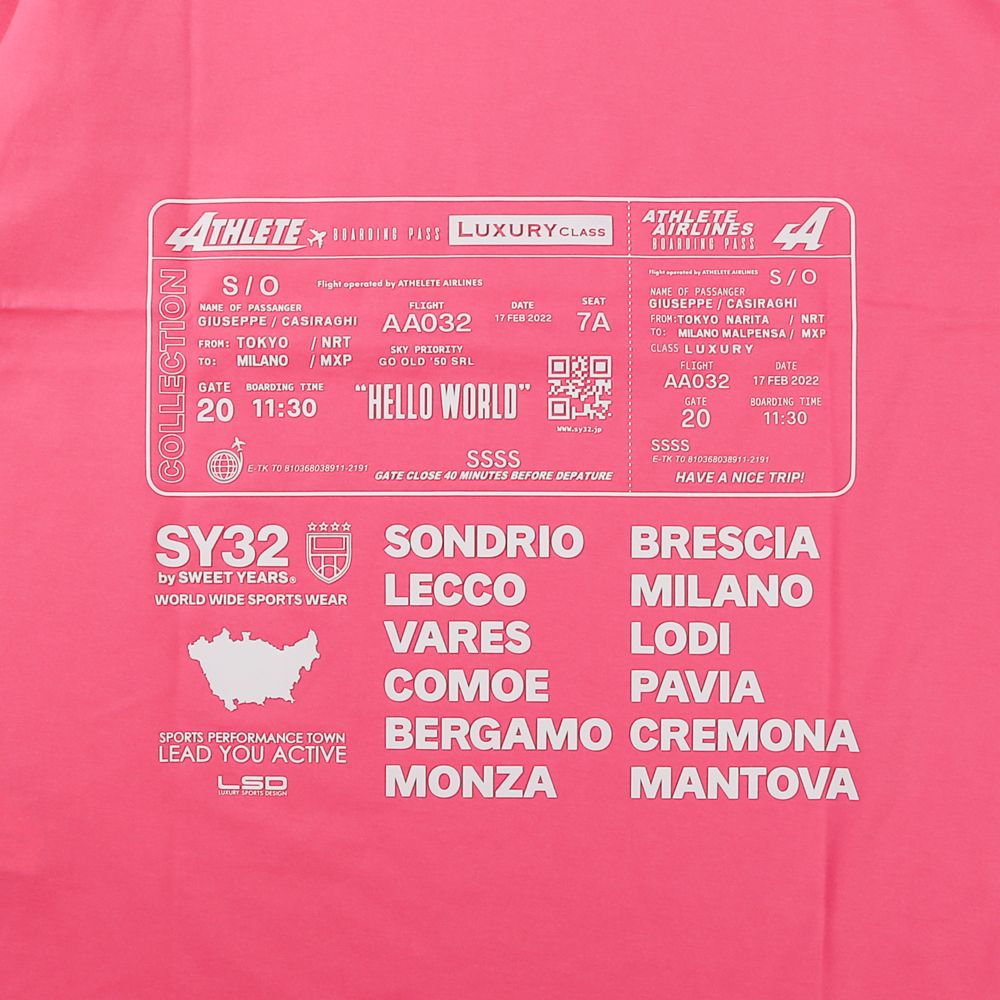 ATHLETE BOARDING PASS LUXURY CLASS
COLLECTION
S/O Flight operated by ATHELETE AIRLINES
NAME OF PASSANGER FLIGHT DATE SEAT
GIUSEPPE / CASIRAGHI AA032 17 FEB 2022 7A
FROM: TOKYO / NRT SKY PRIORITY
TO: MILANO / MXP GO OLD '50 SRL
GATE BOARDING TIME
20 11:30 "HELLO WORLD"
www.sy32.jp
SSSS
E-TK TO 810368038911-2191
GATE CLOSE 40 MINUTES BEFORE DEPATURE
ATHLETE
AIRLINES
BOARDING PASS
A
Flight operated by ATHELETE AIRLINES S/O
NAME OF PASSANGER
GIUSEPPE / CASIRAGHI
FROM: TOKYO NARITA / NRT
TO: MILANO MALPENSA / MXP
CLASS LUXURY
FLIGHT DATE
AA032 17 FEB 2022
GATE BOARDING TIME
20 11:30
SSSS
E-TK TO 810368038911-2191
HAVE A NICE TRIP!
SY32
by SWEET YEARS®
WORLD WIDE SPORTS WEAR
SPORTS PERFORMANCE TOWN
LEAD YOU ACTIVE
LSD
LUXURY SPORTS DESIGN
SONDRIO
LECCO
VARES
COMOE
BERGAMO
MONZA
BRESCIA
MILANO
LODI
PAVIA
CREMONA
MANTOVA